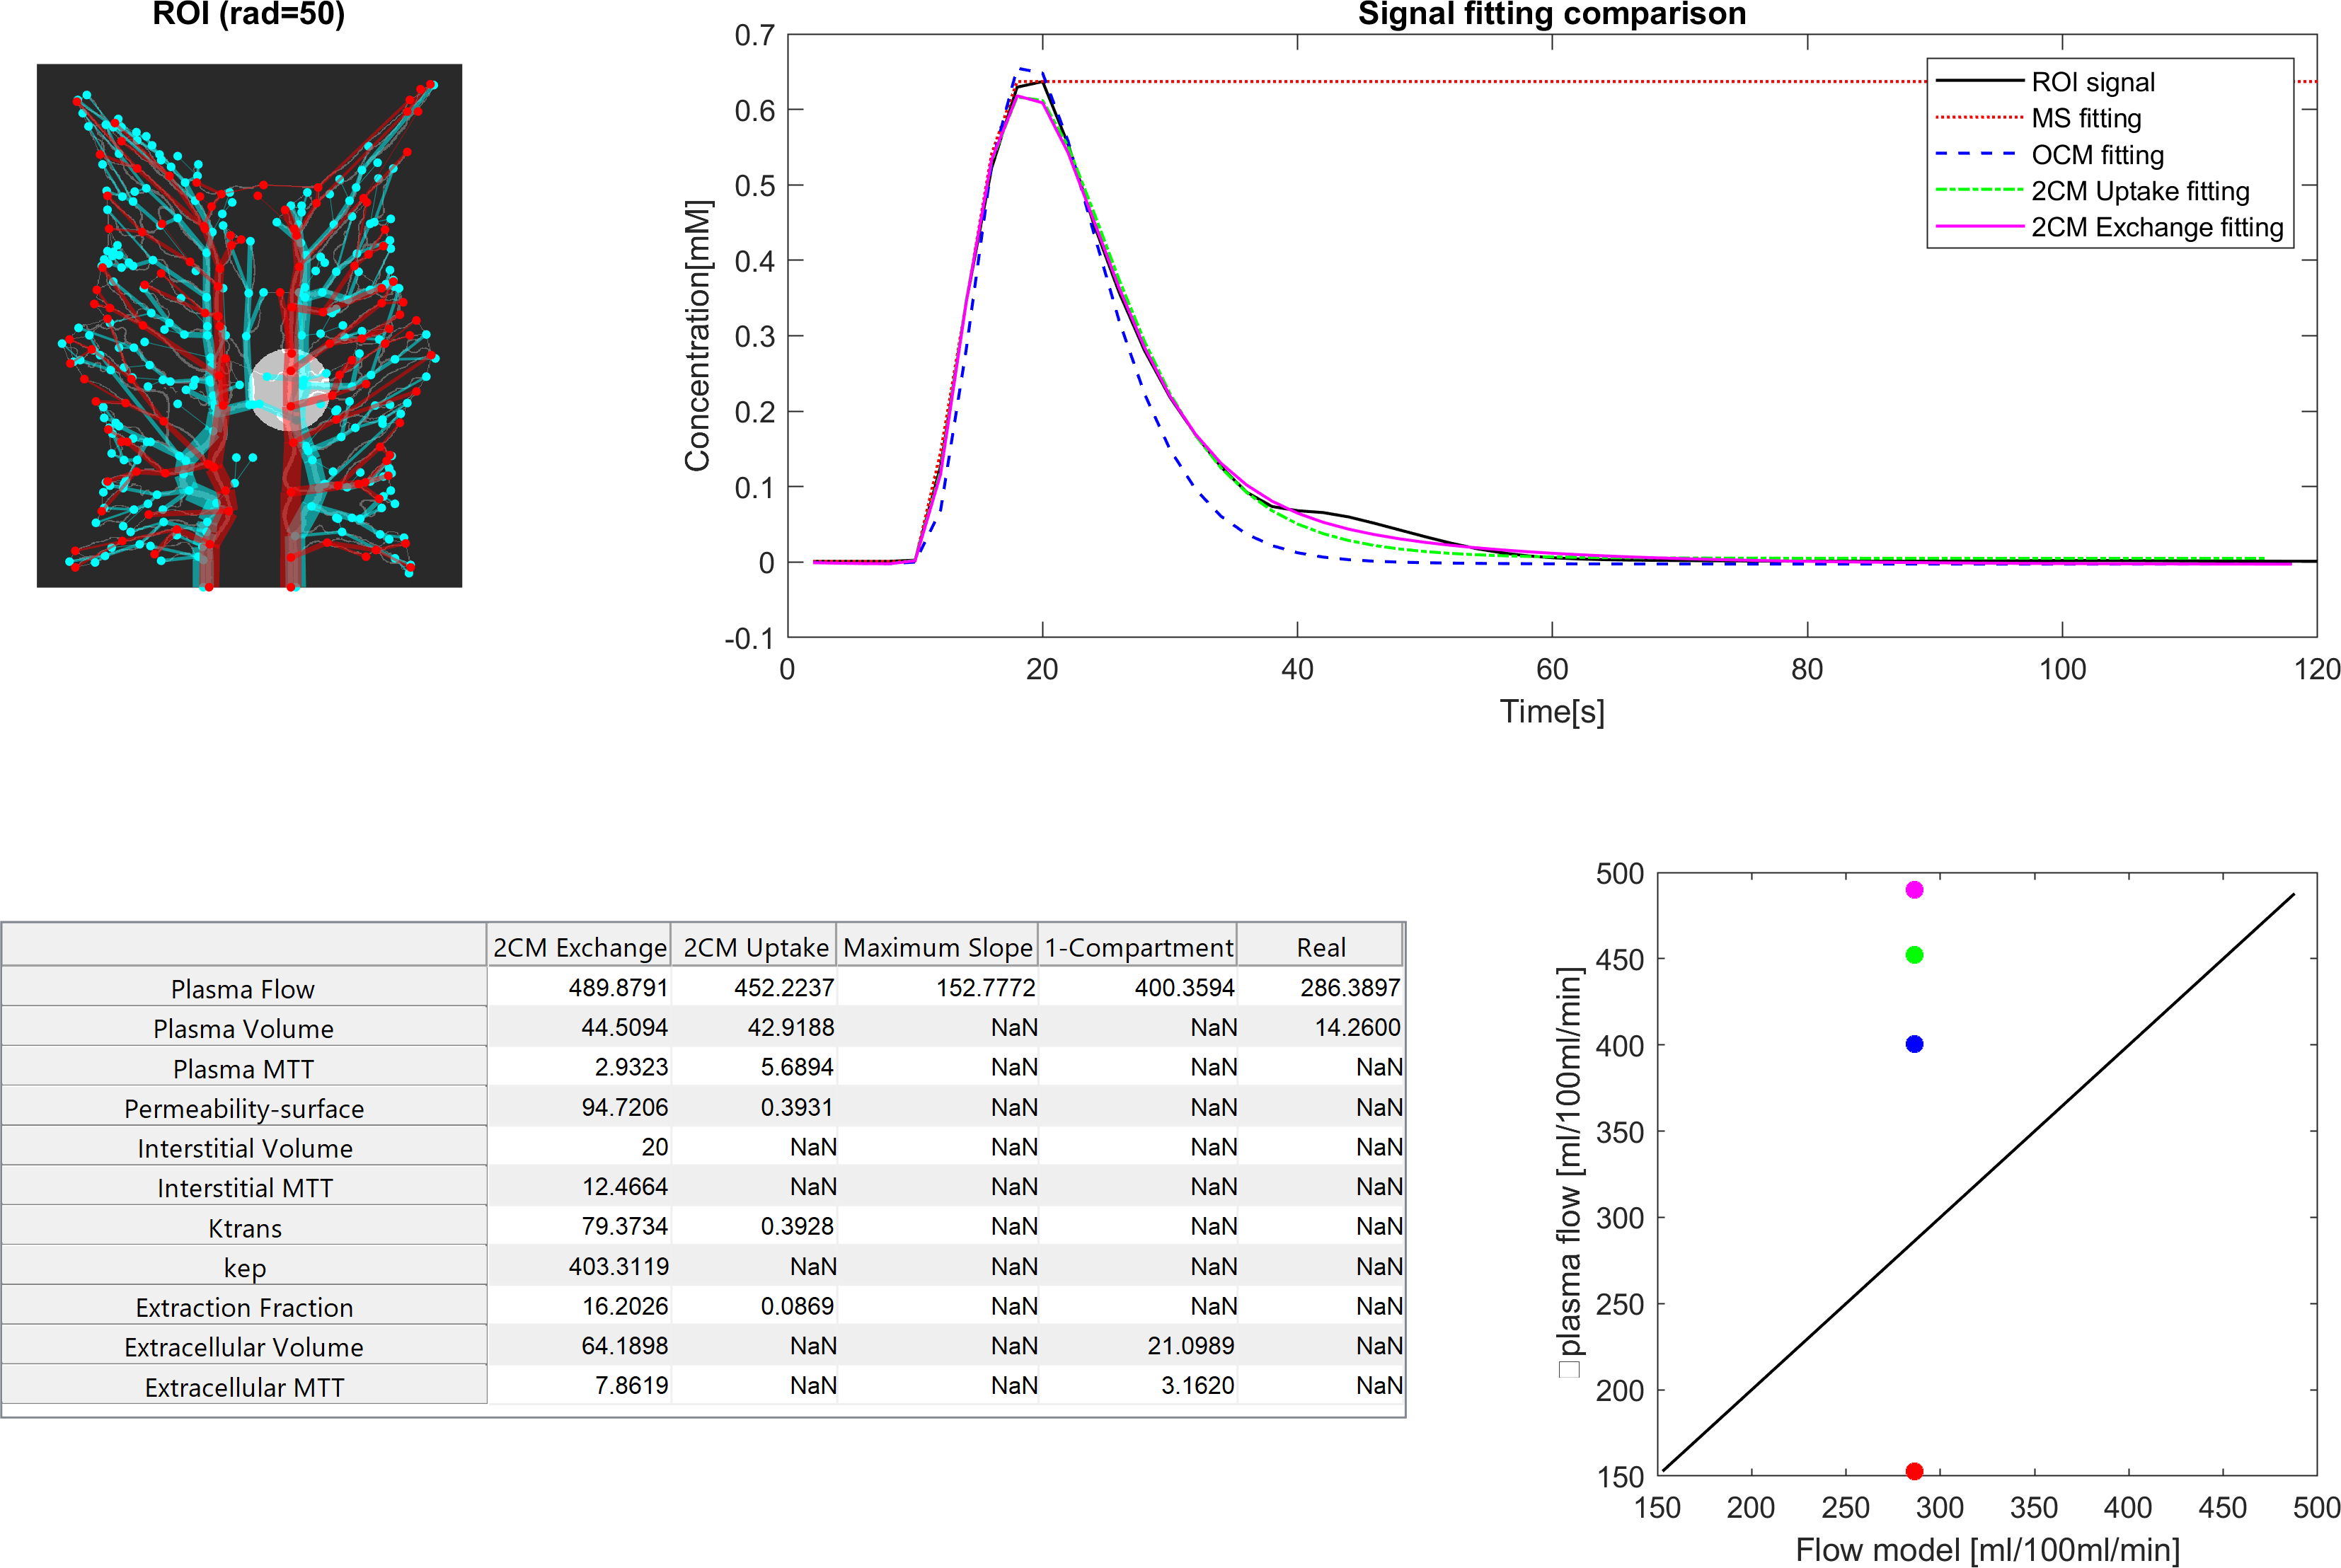 ROI (rad=50)
Signal fitting comparison
0.7
0.6
0.5
0.4
0.3
0.2
0.1
0
-0.1
Concentration[mM]
0 20 40 60 80 100 120
Time[s]
ROI signal
MS fitting
OCM fitting
2CM Uptake fitting
2CM Exchange fitting
2CM Exchange 2CM Uptake Maximum Slope 1-Compartment Real
Plasma Flow 489.8791 452.2237 152.7772 400.3594 286.3897
Plasma Volume 44.5094 42.9188 NaN NaN 14.2600
Plasma MTT 2.9323 5.6894 NaN NaN NaN
Permeability-surface 94.7206 0.3931 NaN NaN NaN
Interstitial Volume 20 NaN NaN NaN NaN
Interstitial MTT 12.4664 NaN NaN NaN NaN
Ktrans 79.3734 0.3928 NaN NaN NaN
kep 403.3119 NaN NaN NaN NaN
Extraction Fraction 16.2026 0.0869 NaN NaN NaN
Extracellular Volume 64.1898 NaN NaN 21.0989 NaN
Extracellular MTT 7.8619 NaN NaN 3.1620 NaN
500
450
400
350
300
250
200
150
□plasma flow [ml/100ml/min]
150 200 250 300 350 400 450 500
Flow model [ml/100ml/min]